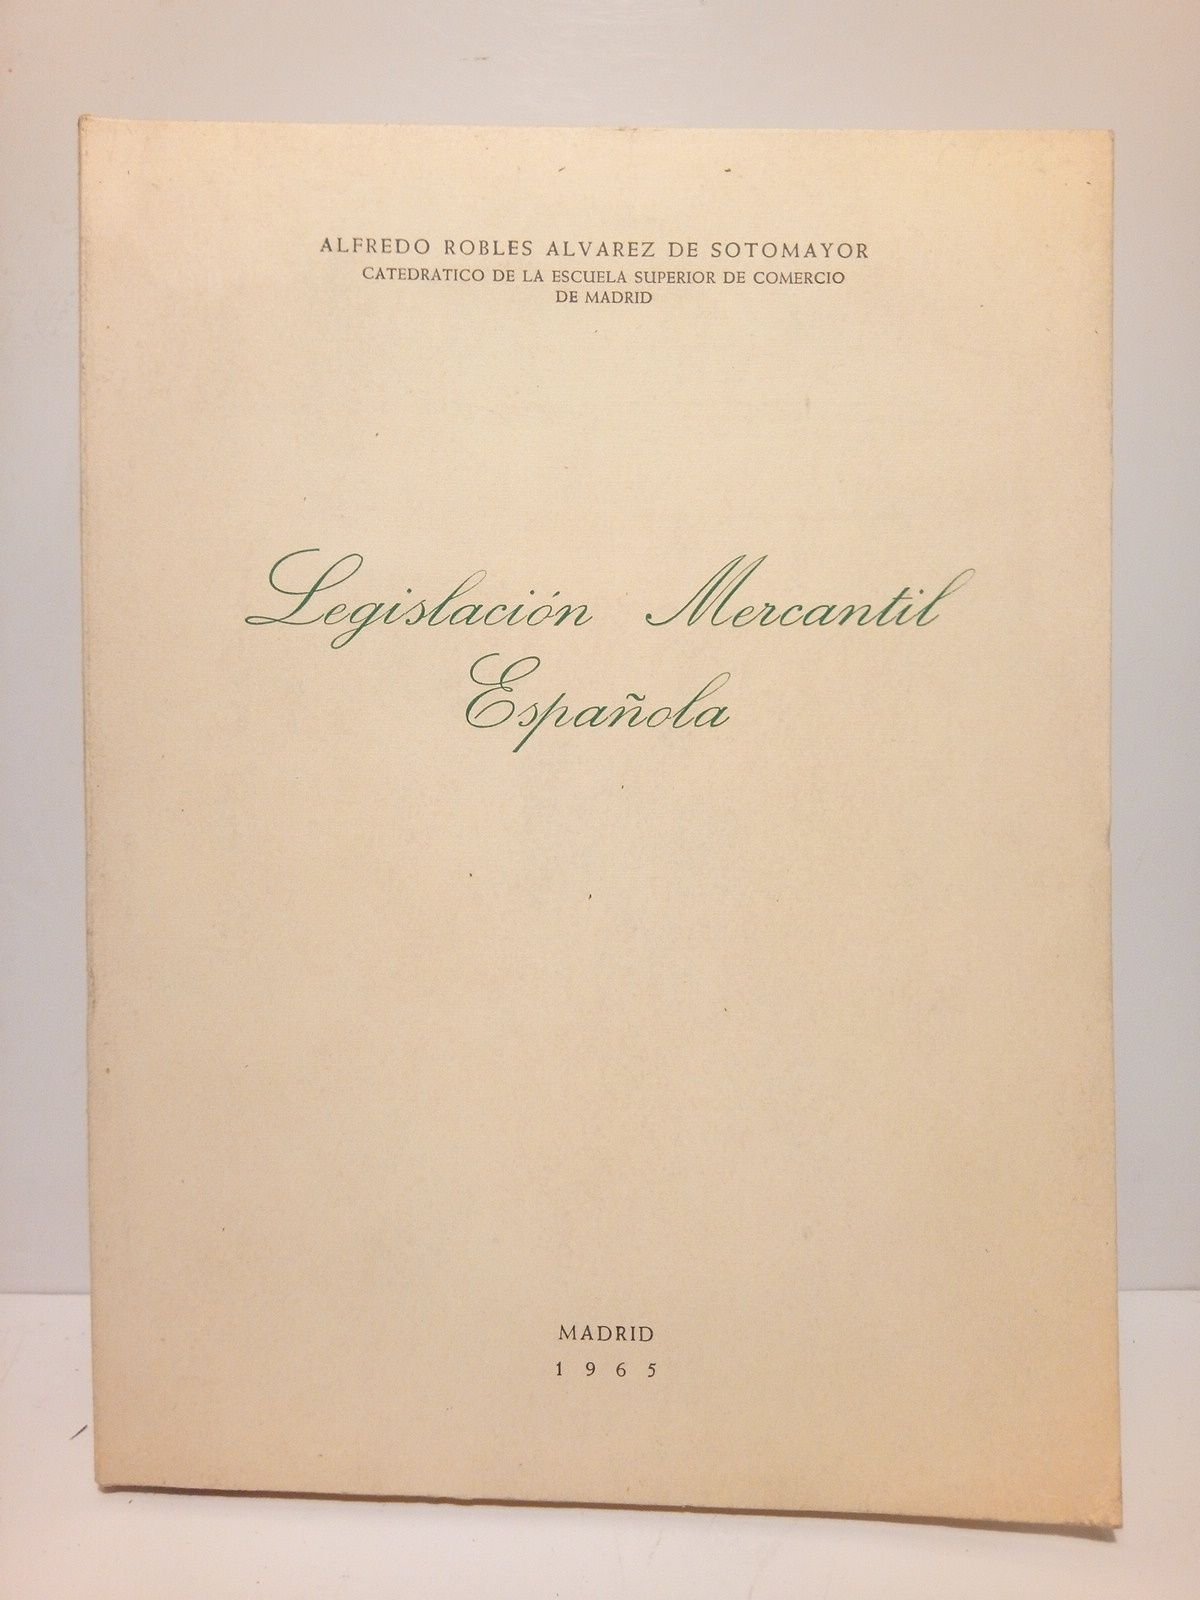 ALFREDO ROBLES ALVAREZ DE SOTOMAYOR
CATEDRATICO DE LA ESCUELA SUPERIOR DE COMERCIO
DE MADRID
Legislación Mercantil
Española
MADRID
1965